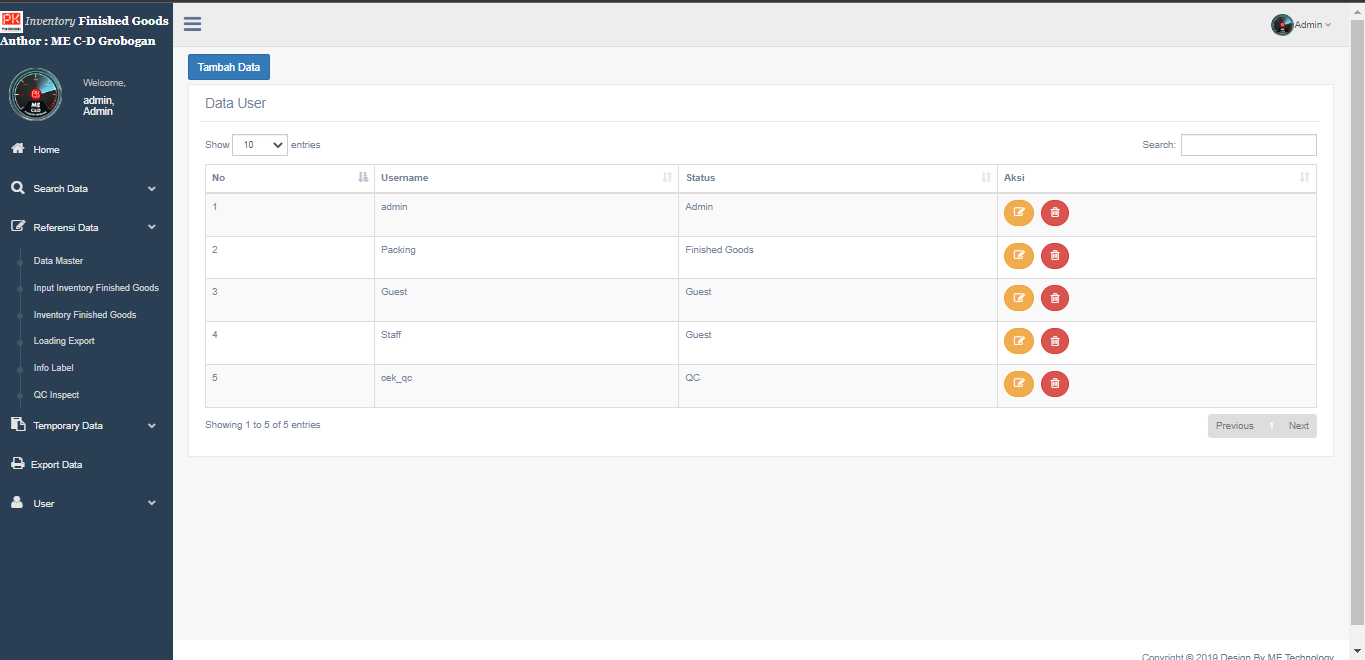 PK Inventory Finished Goods
Author : ME C-D Grobogan
Welcome,
admin,
Admin
Home
Search Data
Referensi Data
Data Master
Input Inventory Finished Goods
Inventory Finished Goods
Loading Export
Info Label
QC Inspect
Temporary Data
Export Data
User
Admin
Tambah Data
Data User
Show 10 entries
Search:
No Username Status Aksi
1 admin Admin
2 Packing Finished Goods
3 Guest Guest
4 Staff Guest
5 cek_qc QC
Showing 1 to 5 of 5 entries
Previous 1 Next
Copyright © 2019 Design By ME Technology